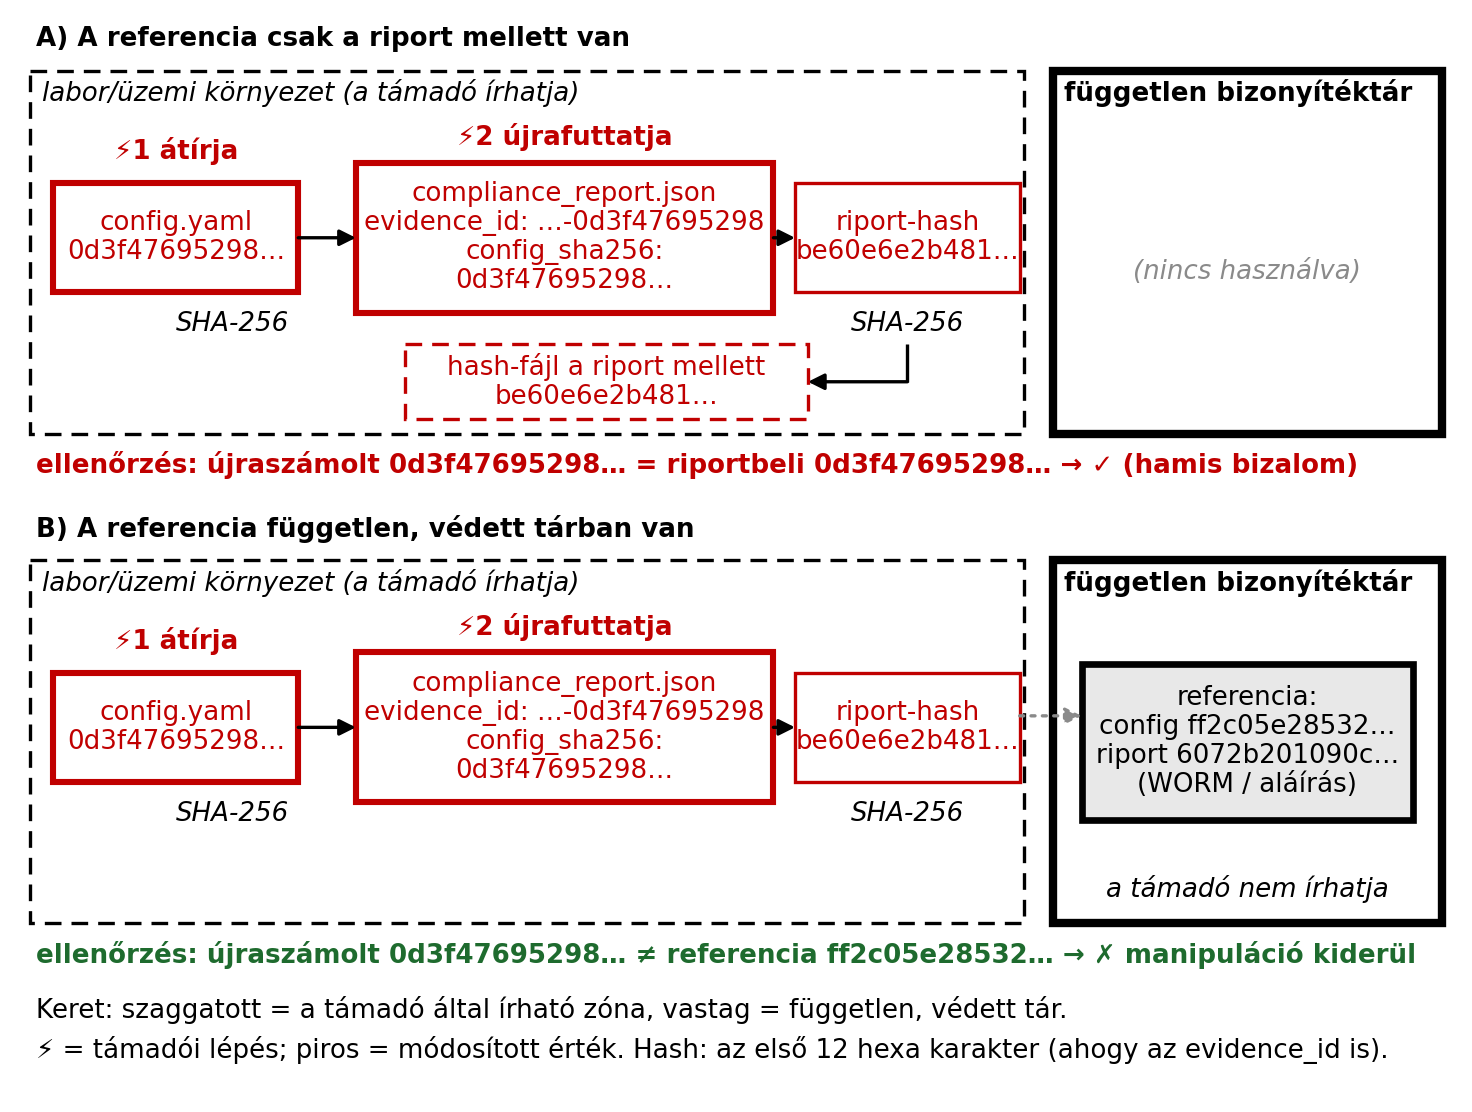 A) A referencia csak a riport mellett van
labor/üzemi környezet (a támadó írhatja)
független bizonyítéktár
⚡1 átírja
⚡2 újrafuttatja
config.yaml
0d3f47695298…
compliance_report.json
evidence_id: …-0d3f47695298
config_sha256:
0d3f47695298…
riport-hash
be60e6e2b481…
(nincs használva)
SHA-256
SHA-256
hash-fájl a riport mellett
be60e6e2b481…
ellenőrzés: újraszámolt 0d3f47695298… = riportbeli 0d3f47695298… → ✓ (hamis bizalom)
B) A referencia független, védett tárban van
labor/üzemi környezet (a támadó írhatja)
független bizonyítéktár
⚡1 átírja
⚡2 újrafuttatja
config.yaml
0d3f47695298…
compliance_report.json
evidence_id: …-0d3f47695298
config_sha256:
0d3f47695298…
riport-hash
be60e6e2b481…
referencia:
config ff2c05e28532…
riport 6072b201090c…
(WORM / aláírás)
SHA-256
SHA-256
a támadó nem írhatja
ellenőrzés: újraszámolt 0d3f47695298… ≠ referencia ff2c05e28532… → ✗ manipuláció kiderül
Keret: szaggatott = a támadó által írható zóna, vastag = független, védett tár.
⚡ = támadói lépés; piros = módosított érték. Hash: az első 12 hexa karakter (ahogy az evidence_id is).